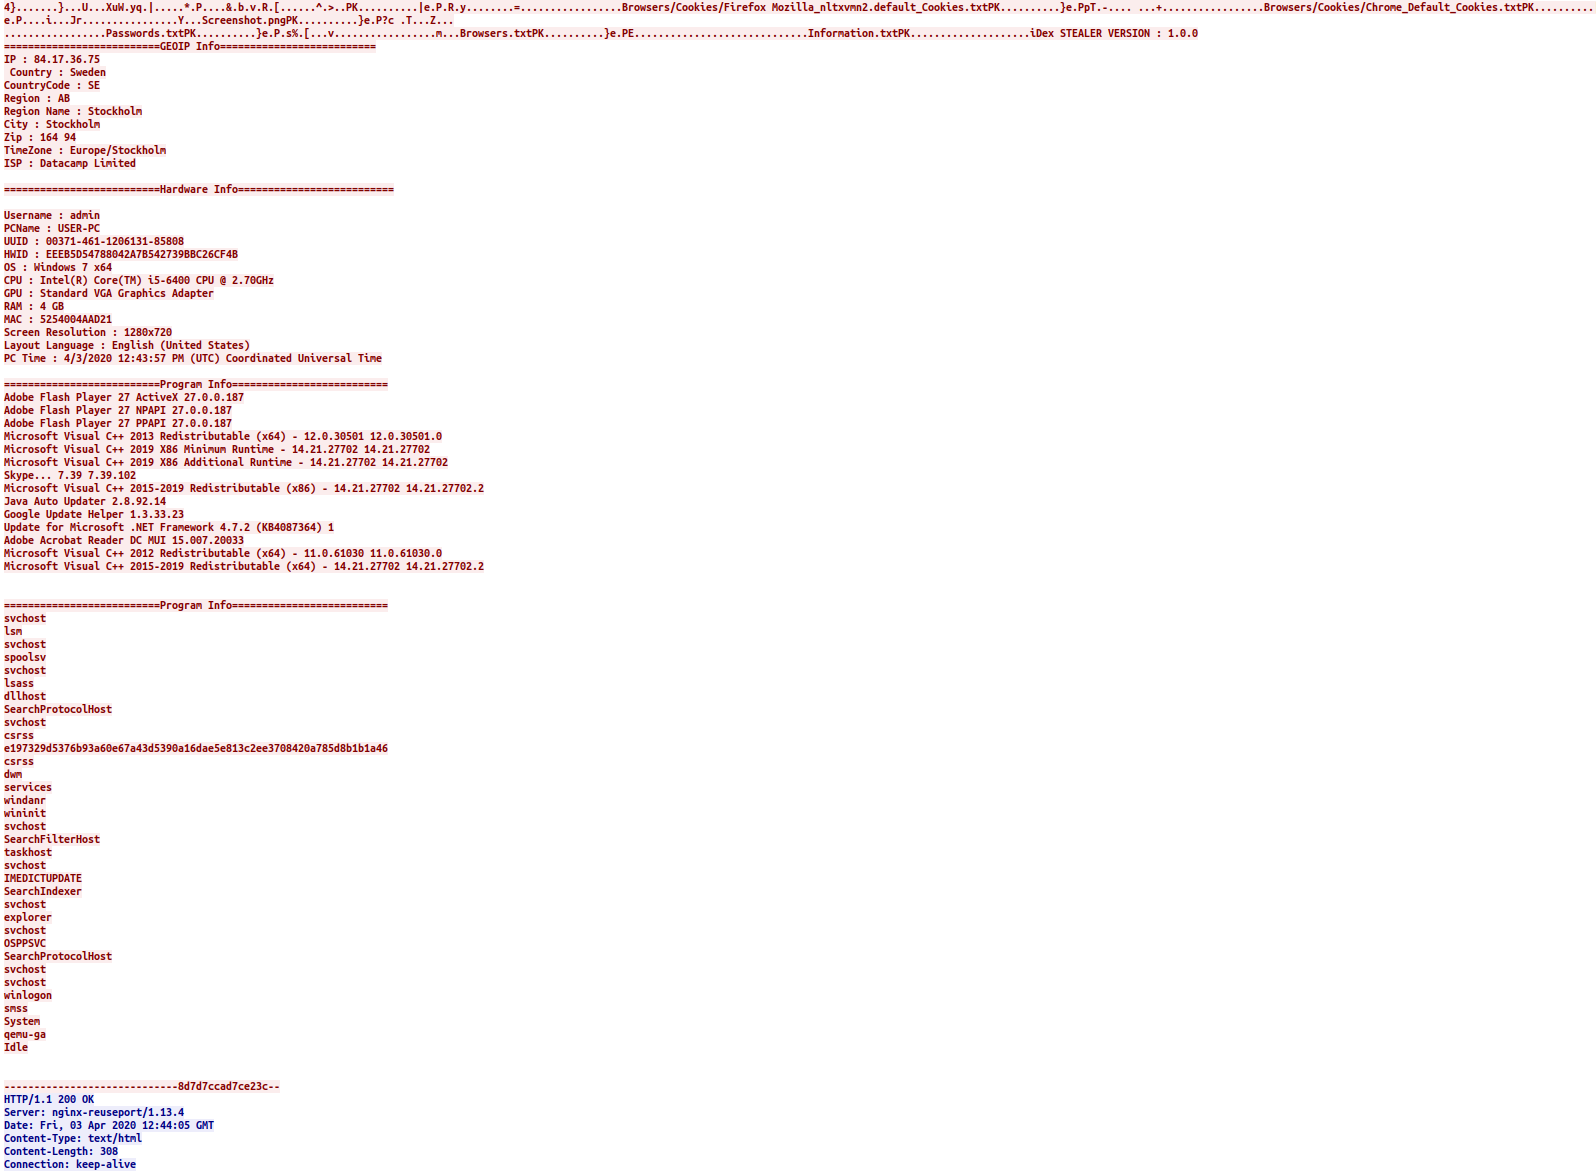 4}.......}...U...XuW.yq.|.....*.P....&.b.v.R.[......^.>..PK..........|e.P.R.y........=.................Browsers/Cookies/Firefox Mozilla_nltxvmn2.default_Cookies.txtPK..........}e.PpT.-.... ...+.................Browsers/Cookies/Chrome_Default_Cookies.txtPK..........
e.P....i...Jr................Y...Screenshot.pngPK..........}e.P?c .T...Z...
.................Passwords.txtPK..........}e.P.s%.[...v.................m...Browsers.txtPK..........}e.PE.............................Information.txtPK....................iDex STEALER VERSION : 1.0.0
==========================GEOIP Info==========================
IP : 84.17.36.75
Country : Sweden
CountryCode : SE
Region : AB
Region Name : Stockholm
City : Stockholm
Zip : 164 94
TimeZone : Europe/Stockholm
ISP : Datacamp Limited
==========================Hardware Info==========================
Username : admin
PCName : USER-PC
UUID : 00371-461-1206131-85808
HWID : EEEB5D54788042A7B542739BBC26CF4B
OS : Windows 7 x64
CPU : Intel(R) Core(TM) i5-6400 CPU @ 2.70GHz
GPU : Standard VGA Graphics Adapter
RAM : 4 GB
MAC : 5254004AAD21
Screen Resolution : 1280x720
Layout Language : English (United States)
PC Time : 4/3/2020 12:43:57 PM (UTC) Coordinated Universal Time
==========================Program Info==========================
Adobe Flash Player 27 ActiveX 27.0.0.187
Adobe Flash Player 27 NPAPI 27.0.0.187
Adobe Flash Player 27 PPAPI 27.0.0.187
Microsoft Visual C++ 2013 Redistributable (x64) - 12.0.30501 12.0.30501.0
Microsoft Visual C++ 2019 X86 Minimum Runtime - 14.21.27702 14.21.27702
Microsoft Visual C++ 2019 X86 Additional Runtime - 14.21.27702 14.21.27702
Skype... 7.39 7.39.102
Microsoft Visual C++ 2015-2019 Redistributable (x86) - 14.21.27702 14.21.27702.2
Java Auto Updater 2.8.92.14
Google Update Helper 1.3.33.23
Update for Microsoft .NET Framework 4.7.2 (KB4087364) 1
Adobe Acrobat Reader DC MUI 15.007.20033
Microsoft Visual C++ 2012 Redistributable (x64) - 11.0.61030 11.0.61030.0
Microsoft Visual C++ 2015-2019 Redistributable (x64) - 14.21.27702 14.21.27702.2
==========================Program Info==========================
svchost
lsm
svchost
spoolsv
svchost
lsass
dllhost
SearchProtocolHost
svchost
csrss
e197329d5376b93a60e67a43d5390a16dae5e813c2ee3708420a785d8b1b1a46
csrss
dwm
services
windanr
wininit
svchost
SearchFilterHost
taskhost
svchost
IMEDICTUPDATE
SearchIndexer
svchost
explorer
svchost
OSPPSVC
SearchProtocolHost
svchost
svchost
winlogon
smss
System
qemu-ga
Idle
-----------------------------8d7d7ccad7ce23c--
HTTP/1.1 200 OK
Server: nginx-reuseport/1.13.4
Date: Fri, 03 Apr 2020 12:44:05 GMT
Content-Type: text/html
Content-Length: 308
Connection: keep-alive